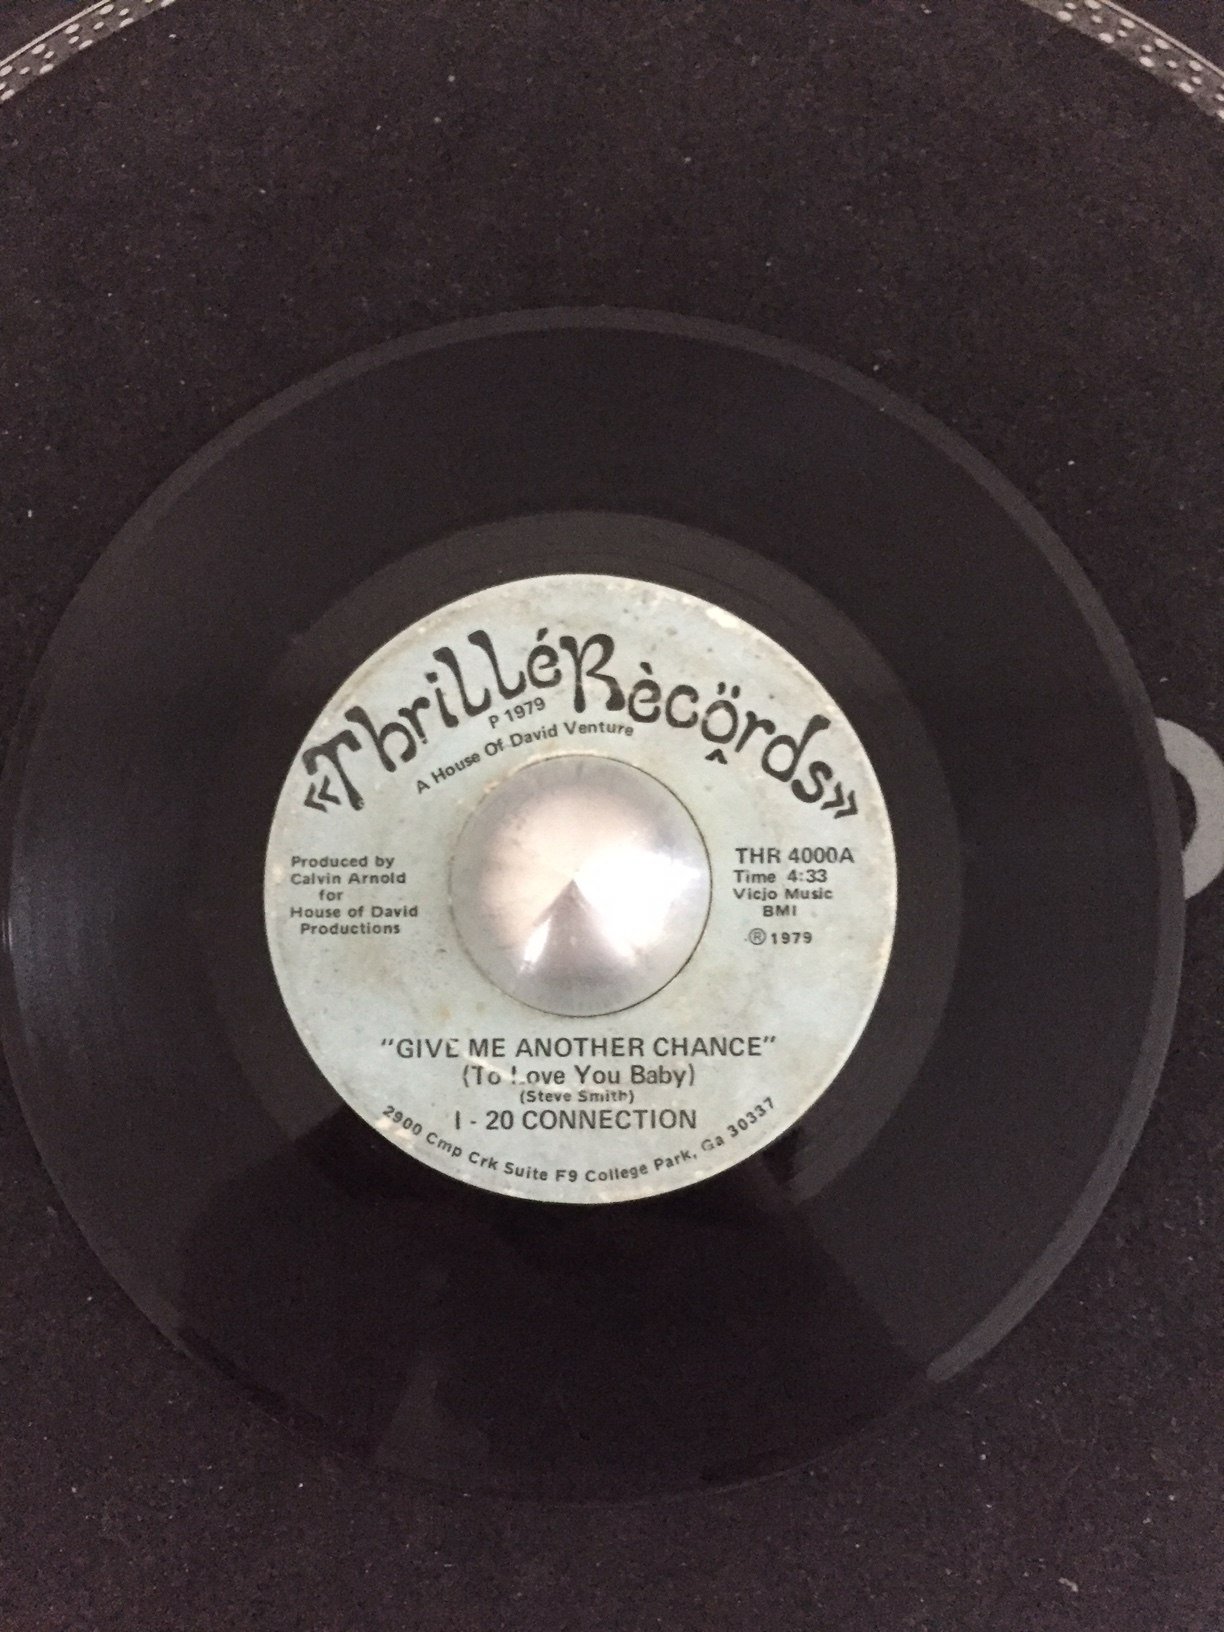 «Thrillé Rècörds»
P 1979
A House Of David Venture
Produced by
Calvin Arnold
for
House of David
Productions
THR 4000A
Time 4:33
Vicjo Music
BMI
Ⓡ 1979
"GIVE ME ANOTHER CHANCE"
(To Love You Baby)
(Steve Smith)
I - 20 CONNECTION
2900 Cmp Crk Suite F9 College Park, Ga 30337